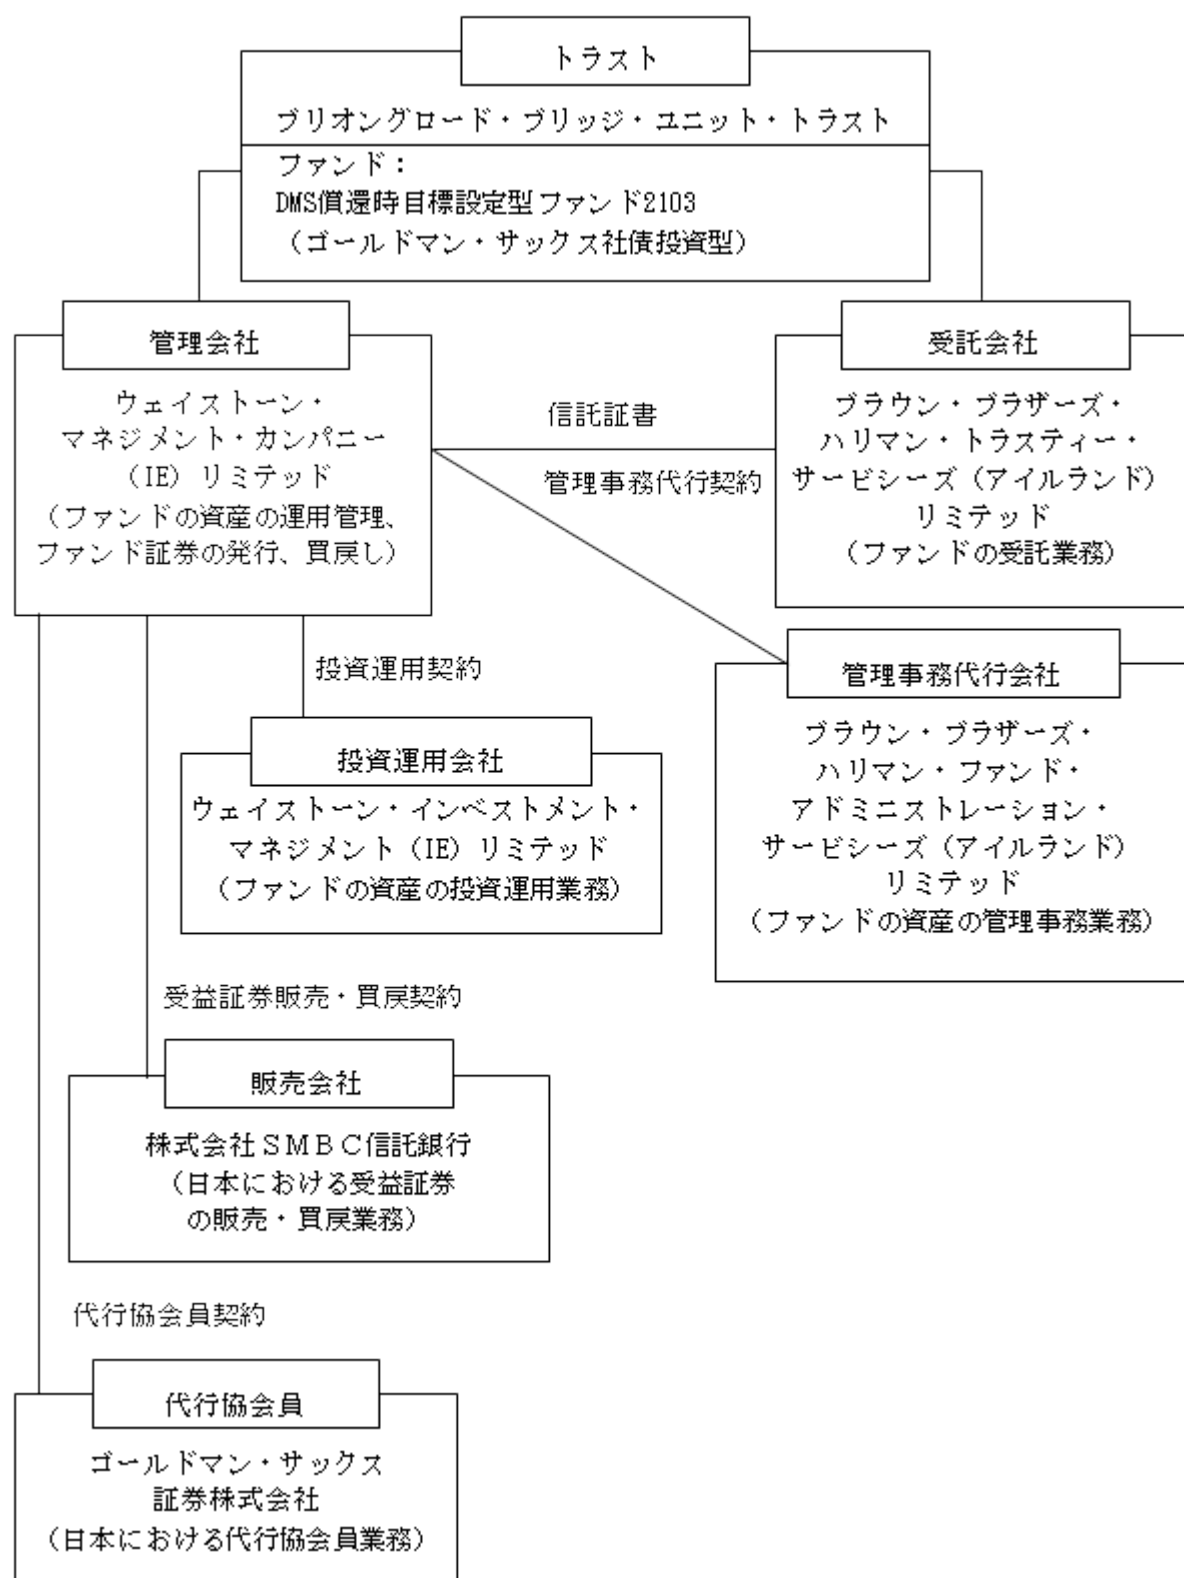 トラスト
ブリオングロード・ブリッジ・ユニット・トラスト
ファンド：
DMS償還時目標設定型ファンド2103
（ゴールドマン・サックス社債投資型）
管理会社
ウェイストーン・
マネジメント・カンパニー
（IE）リミテッド
（ファンドの資産の運用管理、
ファンド証券の発行、買戻し）
信託証書
管理事務代行契約
受託会社
ブラウン・ブラザーズ・
ハリマン・トラスティー・
サービシーズ（アイルランド）
リミテッド
（ファンドの受託業務）
投資運用契約
投資運用会社
ウェイストーン・インベストメント・
マネジメント（IE）リミテッド
（ファンドの資産の投資運用業務）
管理事務代行会社
ブラウン・ブラザーズ・
ハリマン・ファンド・
アドミニストレーション・
サービシーズ（アイルランド）
リミテッド
（ファンドの資産の管理事務業務）
受益証券販売・買戻契約
販売会社
株式会社ＳＭＢＣ信託銀行
（日本における受益証券
の販売・買戻業務）
代行協会員契約
代行協会員
ゴールドマン・サックス
証券株式会社
（日本における代行協会員業務）